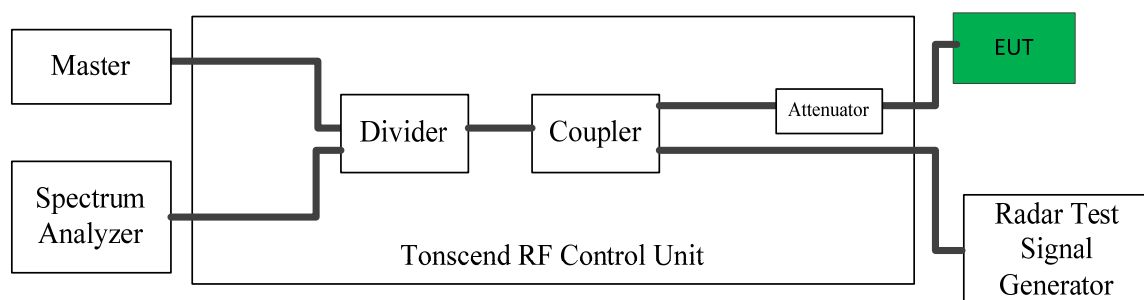 Master
Spectrum
Analyzer
Divider
Coupler
Attenuator
EUT
Radar Test
Signal
Generator
Tonscend RF Control Unit